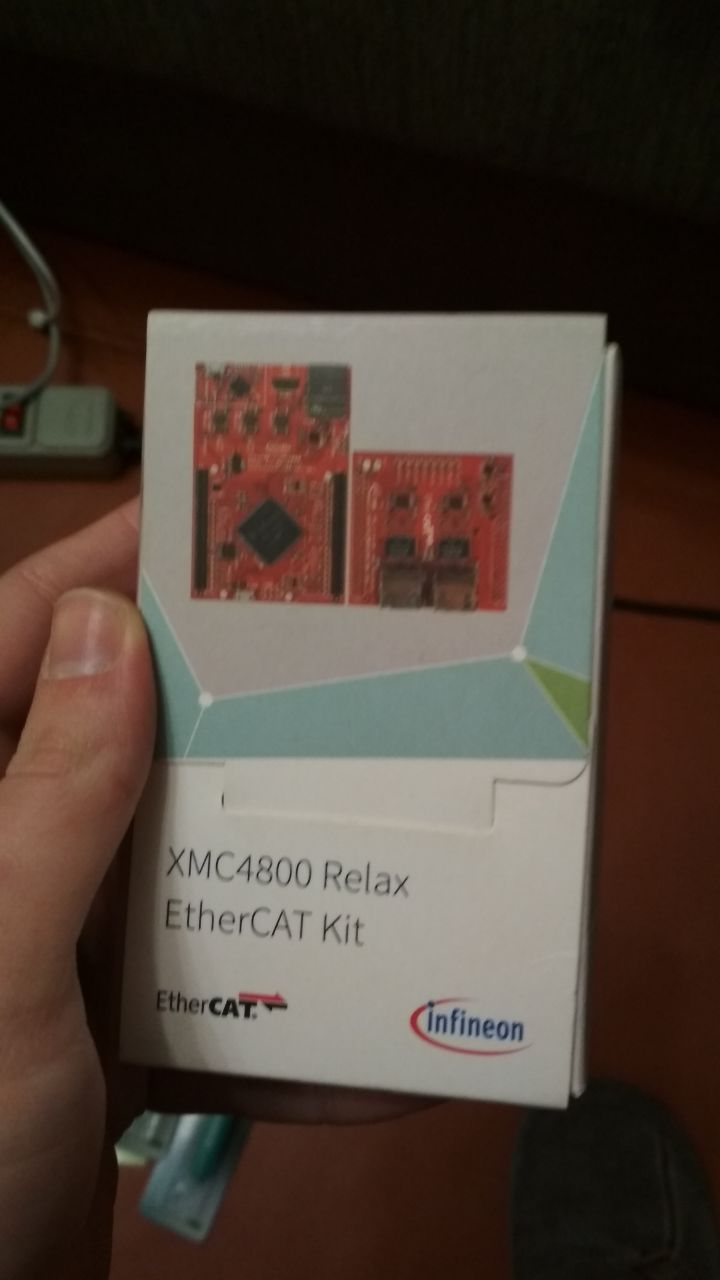 XMC4800 Relax
EtherCAT Kit
EtherCAT.
infineon